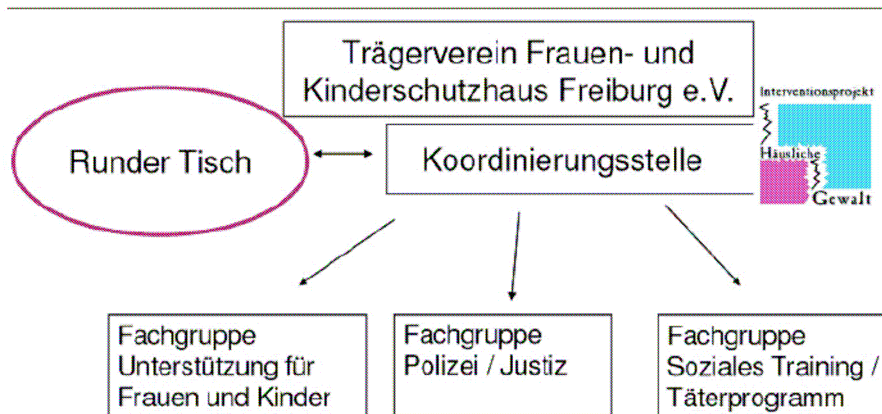 Trägerverein Frauen- und
Kinderschutzhaus Freiburg e.V.
Interventionsprojekt
Häusliche
Gewalt
Runder Tisch
Koordinierungsstelle
Fachgruppe
Unterstützung für
Frauen und Kinder
Fachgruppe
Polizei / Justiz
Fachgruppe
Soziales Training /
Täterprogramm